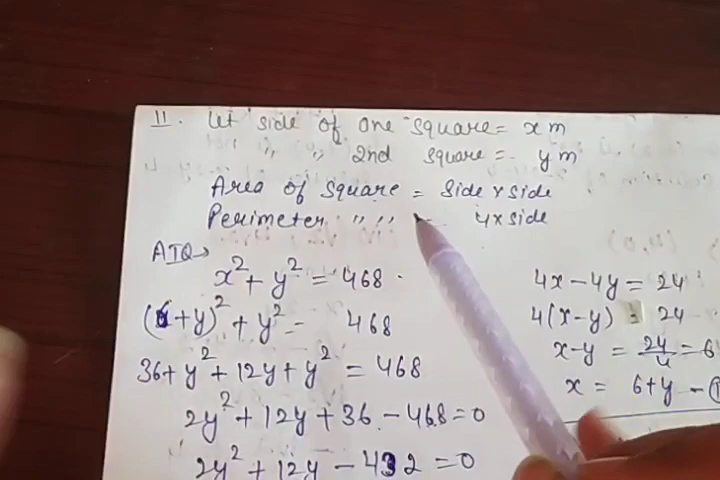 11. Let side of one square = x m
" " " 2nd square = y m
Area of square = Side x side
Perimeter " " = 4 x side
ATQ→
x² + y² = 468
(6+y)² + y² = 468
36 + y² + 12y + y² = 468
2y² + 12y + 36 - 468 = 0
2y² + 12y - 432 = 0
4x - 4y = 24
4(x-y) = 24
x-y = 24/4 = 6
x = 6+y -